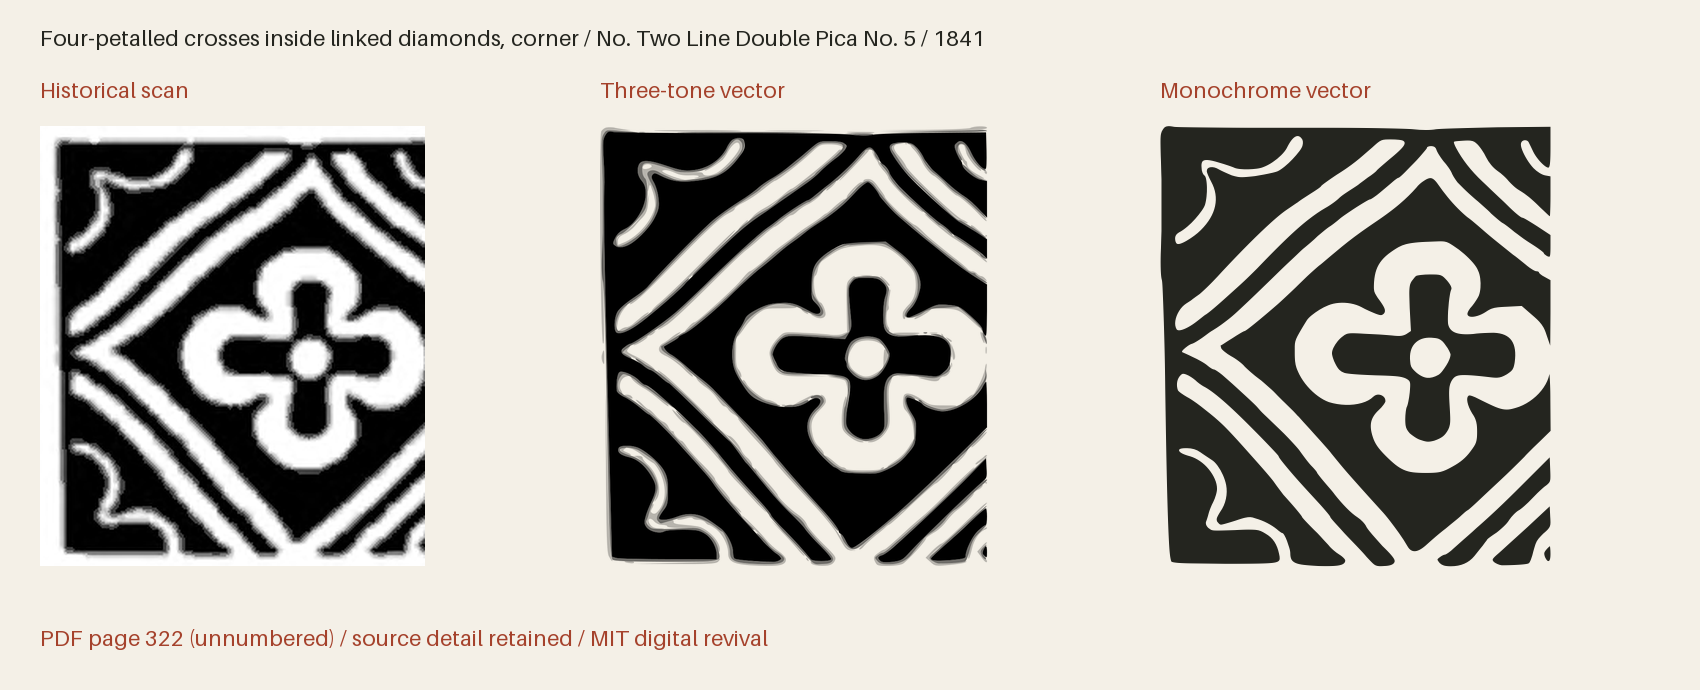 Four-petalled crosses inside linked diamonds, corner / No. Two Line Double Pica No. 5 / 1841
Historical scan
Three-tone vector
Monochrome vector
PDF page 322 (unnumbered) / source detail retained / MIT digital revival